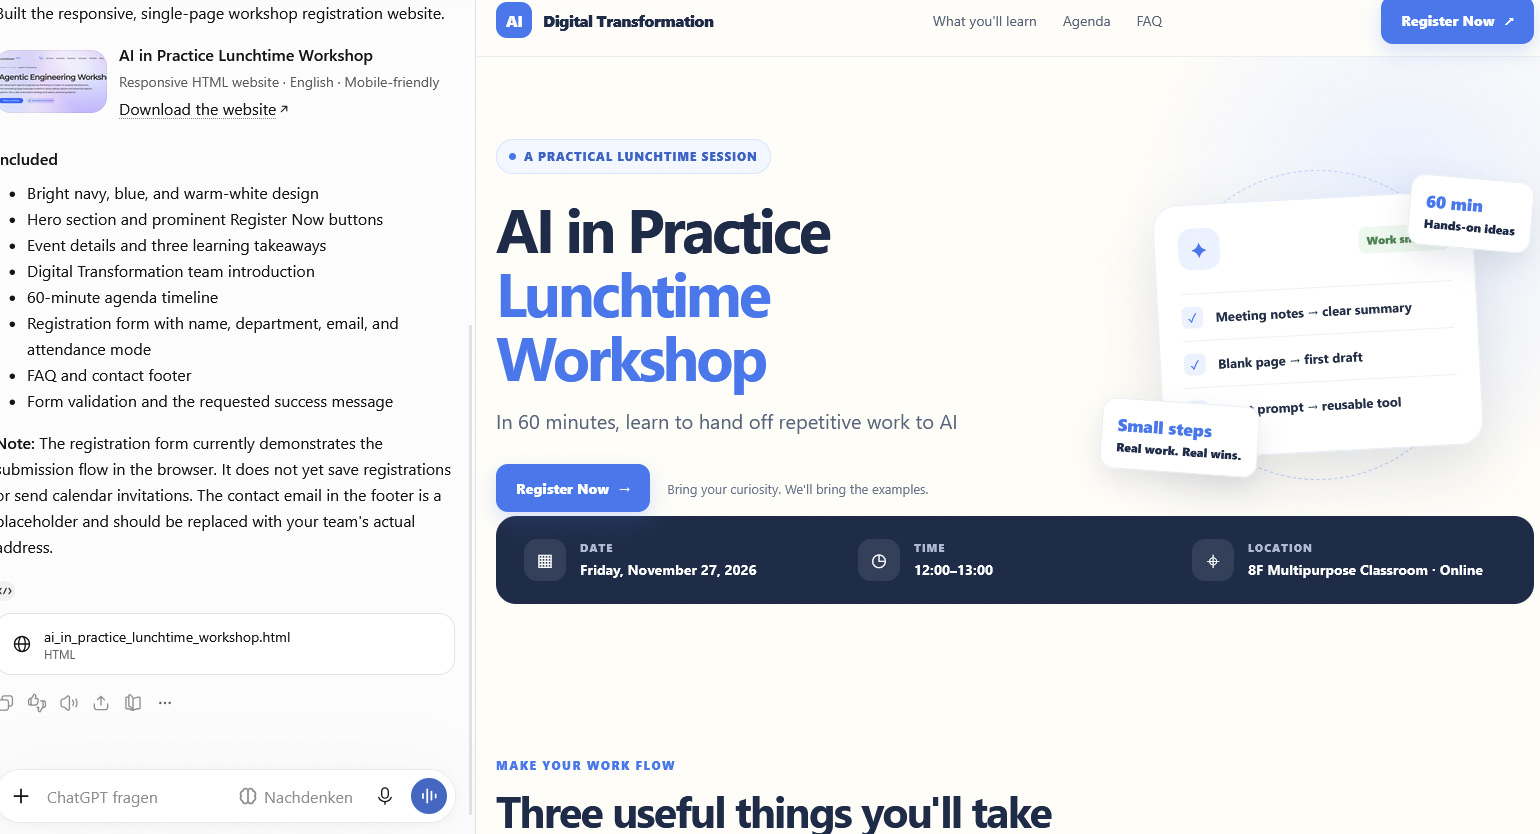 Built the responsive, single-page workshop registration website.
Agentic Engineering Worksh
AI in Practice Lunchtime Workshop
Responsive HTML website · English · Mobile-friendly
Download the website ↗
Included
• Bright navy, blue, and warm-white design
• Hero section and prominent Register Now buttons
• Event details and three learning takeaways
• Digital Transformation team introduction
• 60-minute agenda timeline
• Registration form with name, department, email, and
attendance mode
• FAQ and contact footer
• Form validation and the requested success message
Note: The registration form currently demonstrates the
submission flow in the browser. It does not yet save registrations
or send calendar invitations. The contact email in the footer is a
placeholder and should be replaced with your team's actual
address.
ai_in_practice_lunchtime_workshop.html
HTML
ChatGPT fragen
Nachdenken
AI Digital Transformation
What you'll learn
Agenda
FAQ
Register Now ↗
A PRACTICAL LUNCHTIME SESSION
AI in Practice
Lunchtime
Workshop
In 60 minutes, learn to hand off repetitive work to AI
Register Now →
Bring your curiosity. We'll bring the examples.
60 min
Hands-on ideas
Work
✓ Meeting notes → clear summary
✓ Blank page → first draft
prompt → reusable tool
Small steps
Real work. Real wins.
DATE
Friday, November 27, 2026
TIME
12:00–13:00
LOCATION
8F Multipurpose Classroom · Online
MAKE YOUR WORK FLOW
Three useful things you'll take